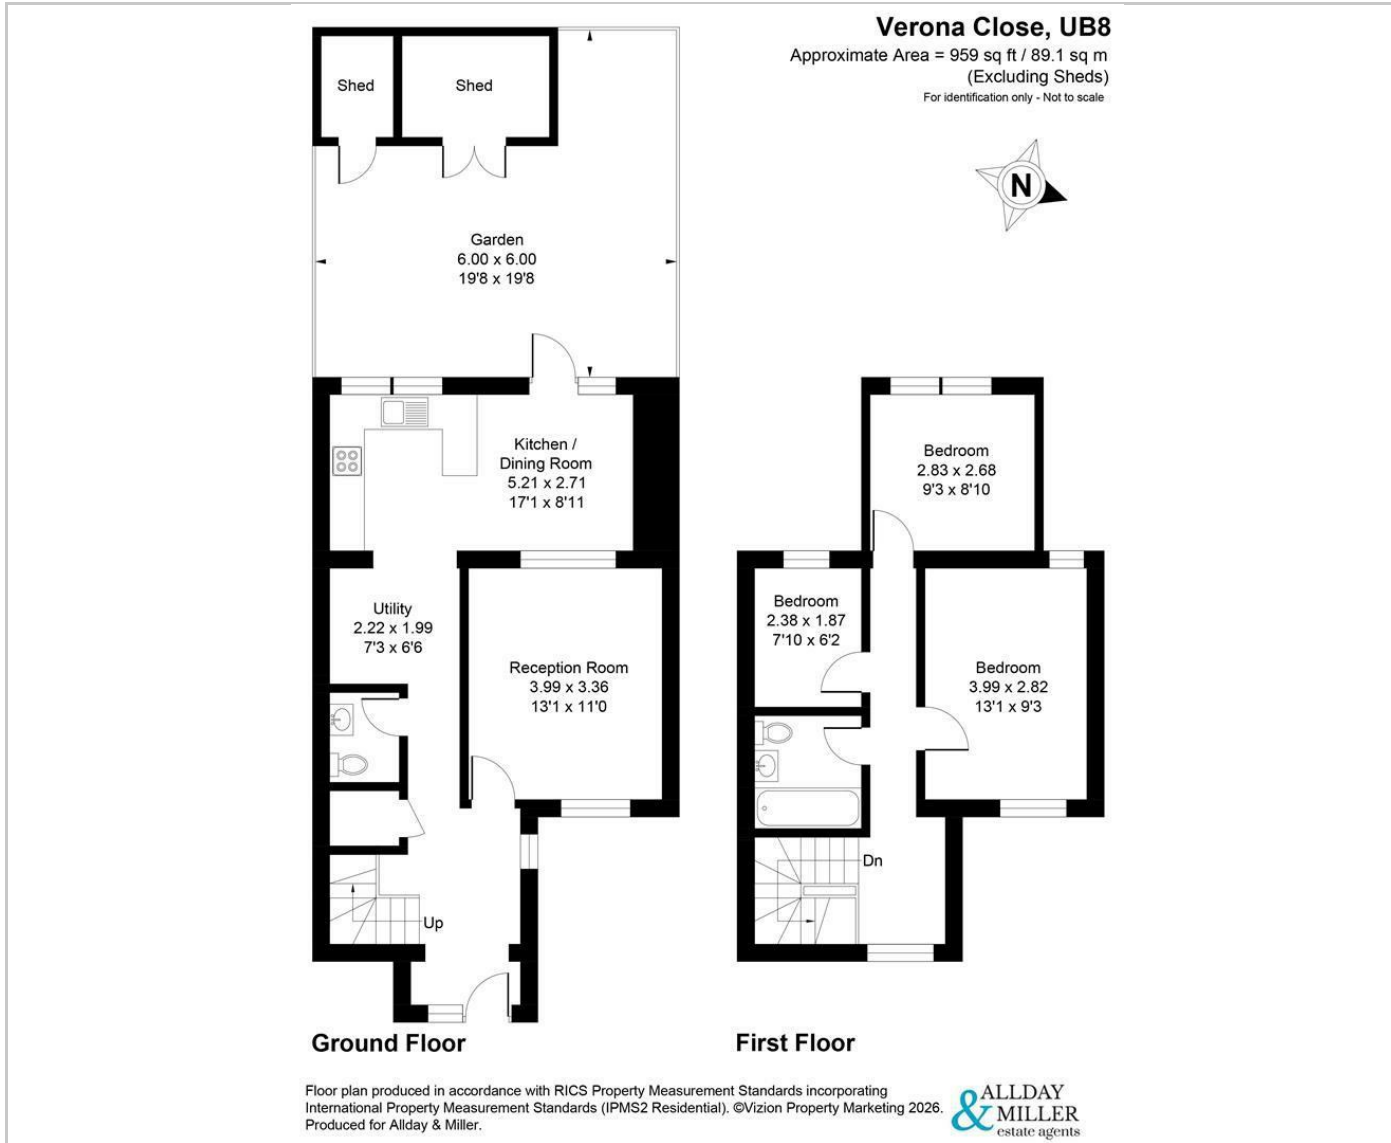 Verona Close, UB8
Approximate Area = 959 sq ft / 89.1 sq m
(Excluding Sheds)
For identification only - Not to scale
N
Shed
Shed
Garden
6.00 x 6.00
19'8 x 19'8
Kitchen /
Dining Room
5.21 x 2.71
17'1 x 8'11
Utility
2.22 x 1.99
7'3 x 6'6
Reception Room
3.99 x 3.36
13'1 x 11'0
Up
Ground Floor
Bedroom
2.83 x 2.68
9'3 x 8'10
Bedroom
2.38 x 1.87
7'10 x 6'2
Bedroom
3.99 x 2.82
13'1 x 9'3
Dn
First Floor
Floor plan produced in accordance with RICS Property Measurement Standards incorporating
International Property Measurement Standards (IPMS2 Residential). ©Vizion Property Marketing 2026.
Produced for Allday & Miller.
ALLDAY
& MILLER
estate agents